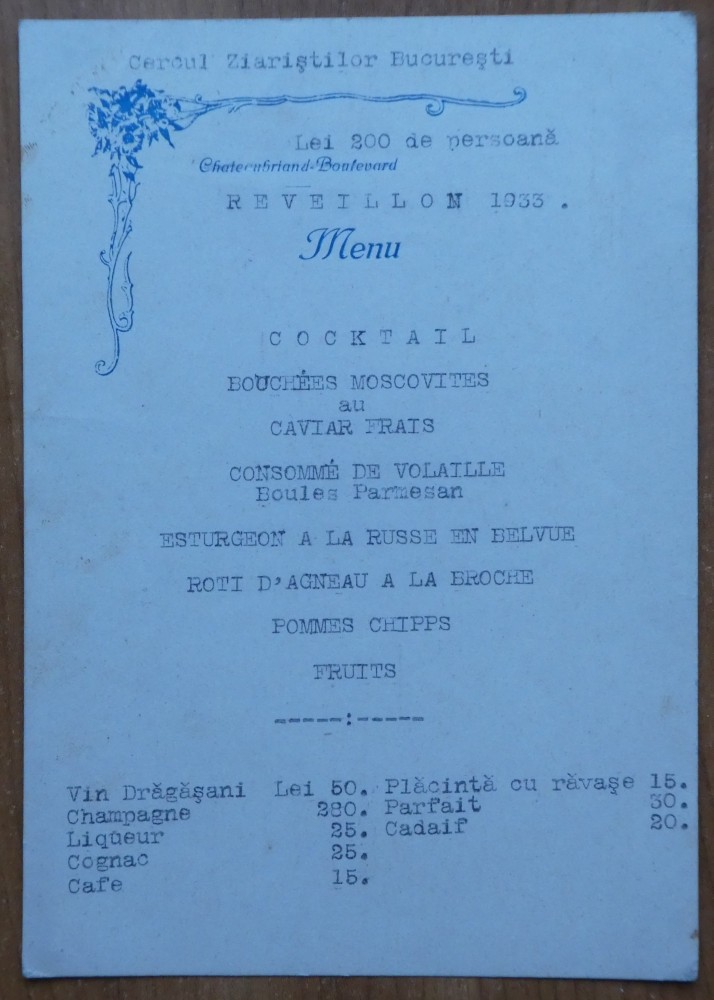 Cercul Ziariştilor Bucureşti
Lei 200 de persoană
Chateaubriand-Boulevard
REVEILLON 1933.
Menu
COCKTAIL
BOUCHÉES MOSCOVITES
au
CAVIAR FRAIS
CONSOMMÉ DE VOLAILLE
Boules Parmesan
ESTURGEON A LA RUSSE EN BELVUE
ROTI D'AGNEAU A LA BROCHE
POMMES CHIPPS
FRUITS
-----:-----
Vin Drăgăşani Lei 50. Plăcintă cu răvaşe 15.
Champagne 280. Parfait 30.
Liqueur 25. Cadaif 20.
Cognac 25.
Cafe 15.